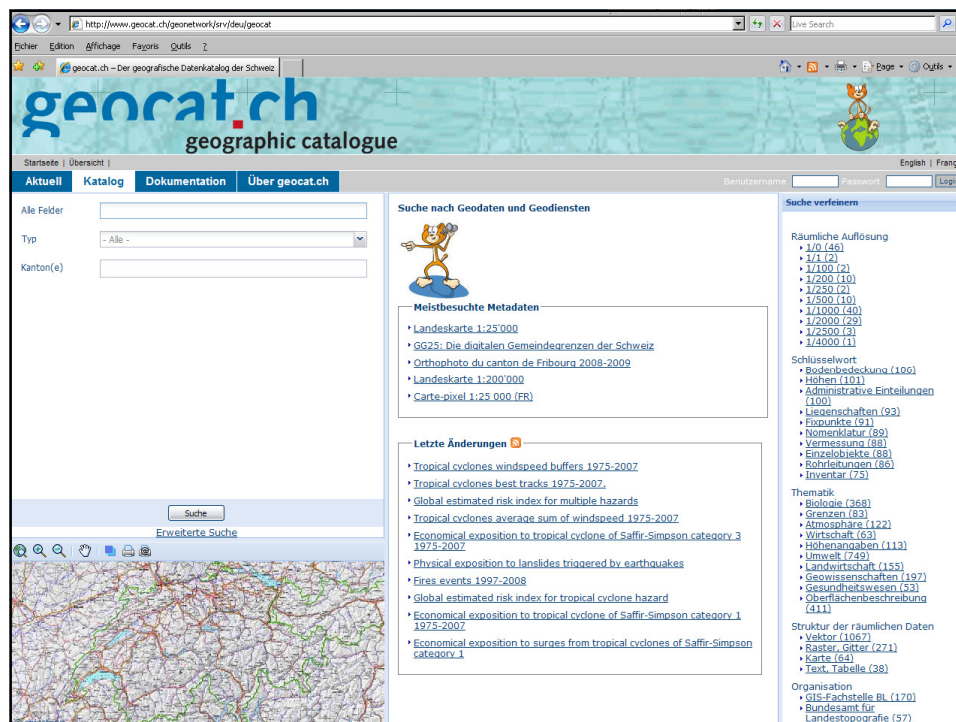 http://www.geocat.ch/geonetwork/srv/deu/geocat
Live Search
Fichier Edition Affichage Favoris Outils ?
geocat.ch – Der geografische Datenkatalog der Schweiz
Page Outils
geocat.ch
geographic catalogue
Startseite | Übersicht |
English | Franç
Aktuell Katalog Dokumentation Über geocat.ch
Benutzername Passwort Login
Alle Felder
Typ - Alle -
Kanton(e)
Suche
Erweiterte Suche
Suche nach Geodaten und Geodiensten
Meistbesuchte Metadaten
Landeskarte 1:25'000
GG25: Die digitalen Gemeindegrenzen der Schweiz
Orthophoto du canton de Fribourg 2008-2009
Landeskarte 1:200'000
Carte-pixel 1:25 000 (FR)
Letzte Änderungen
Tropical cyclones windspeed buffers 1975-2007
Tropical cyclones best tracks 1975-2007.
Global estimated risk index for multiple hazards
Tropical cyclones average sum of windspeed 1975-2007
Economical exposition to tropical cyclone of Saffir-Simpson category 3
1975-2007
Physical exposition to lanslides triggered by earthquakes
Fires events 1997-2008
Global estimated risk index for tropical cyclone hazard
Economical exposition to tropical cyclone of Saffir-Simpson category 1
1975-2007
Economical exposition to surges from tropical cyclones of Saffir-Simpson
category 1
Suche verfeinern
Räumliche Auflösung
1/0 (46)
1/1 (2)
1/100 (2)
1/200 (10)
1/250 (2)
1/500 (10)
1/1000 (40)
1/2000 (29)
1/2500 (3)
1/4000 (1)
Schlüsselwort
Bodenbedeckung (106)
Höhen (101)
Administrative Einteilungen
(100)
Liegenschaften (93)
Fixpunkte (91)
Nomenklatur (89)
Vermessung (88)
Einzelobjekte (88)
Rohrleitungen (86)
Inventar (75)
Thematik
Biologie (368)
Grenzen (83)
Atmosphäre (122)
Wirtschaft (63)
Höhenangaben (113)
Umwelt (749)
Landwirtschaft (155)
Geowissenschaften (197)
Gesundheitswesen (53)
Oberflächenbeschreibung
(411)
Struktur der räumlichen Daten
Vektor (1067)
Raster, Gitter (271)
Karte (64)
Text, Tabelle (38)
Organisation
GIS-Fachstelle BL (170)
Bundesamt für
Landestopografie (57)